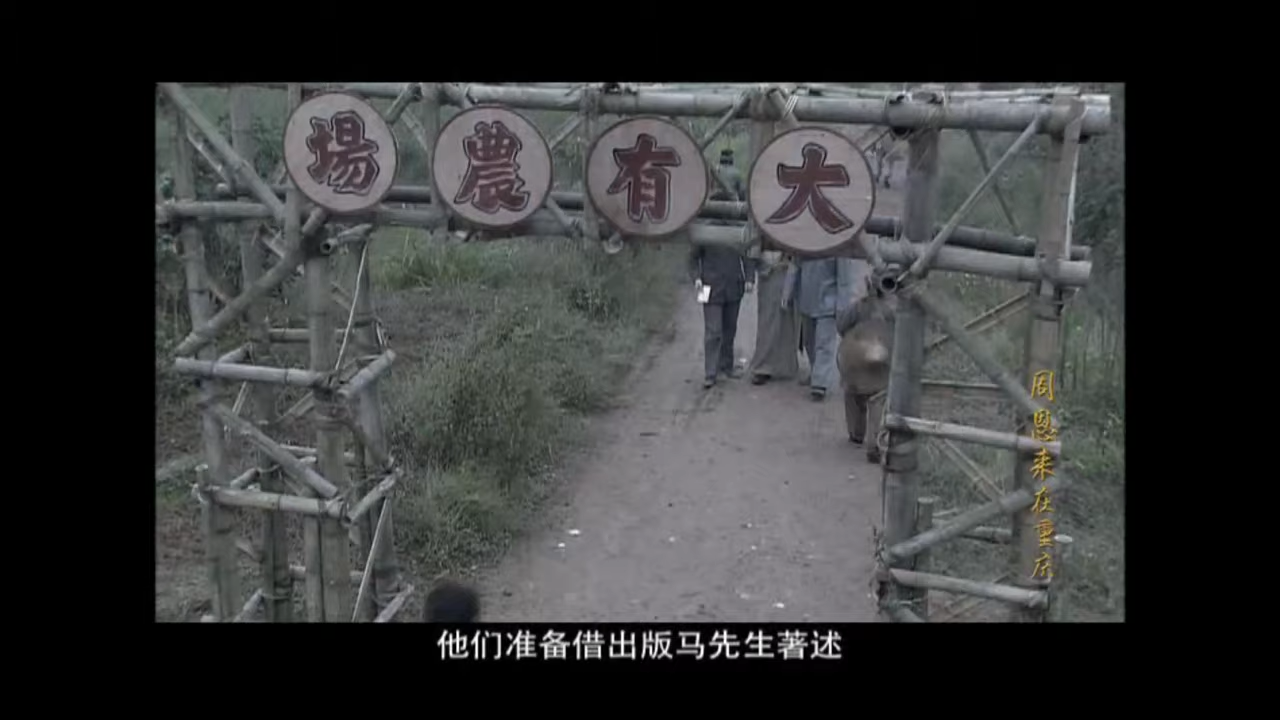 大有農場
周恩来在重庆
他们准备借出版马先生著述